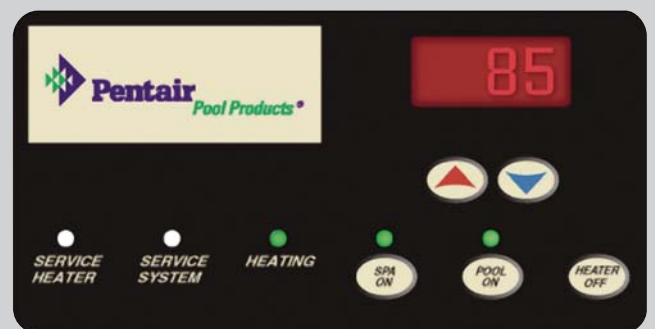 85
Pentair
Pool Products®
SERVICE
HEATER
SERVICE
SYSTEM
HEATING
SPA
ON
POOL
ON
HEATER
OFF